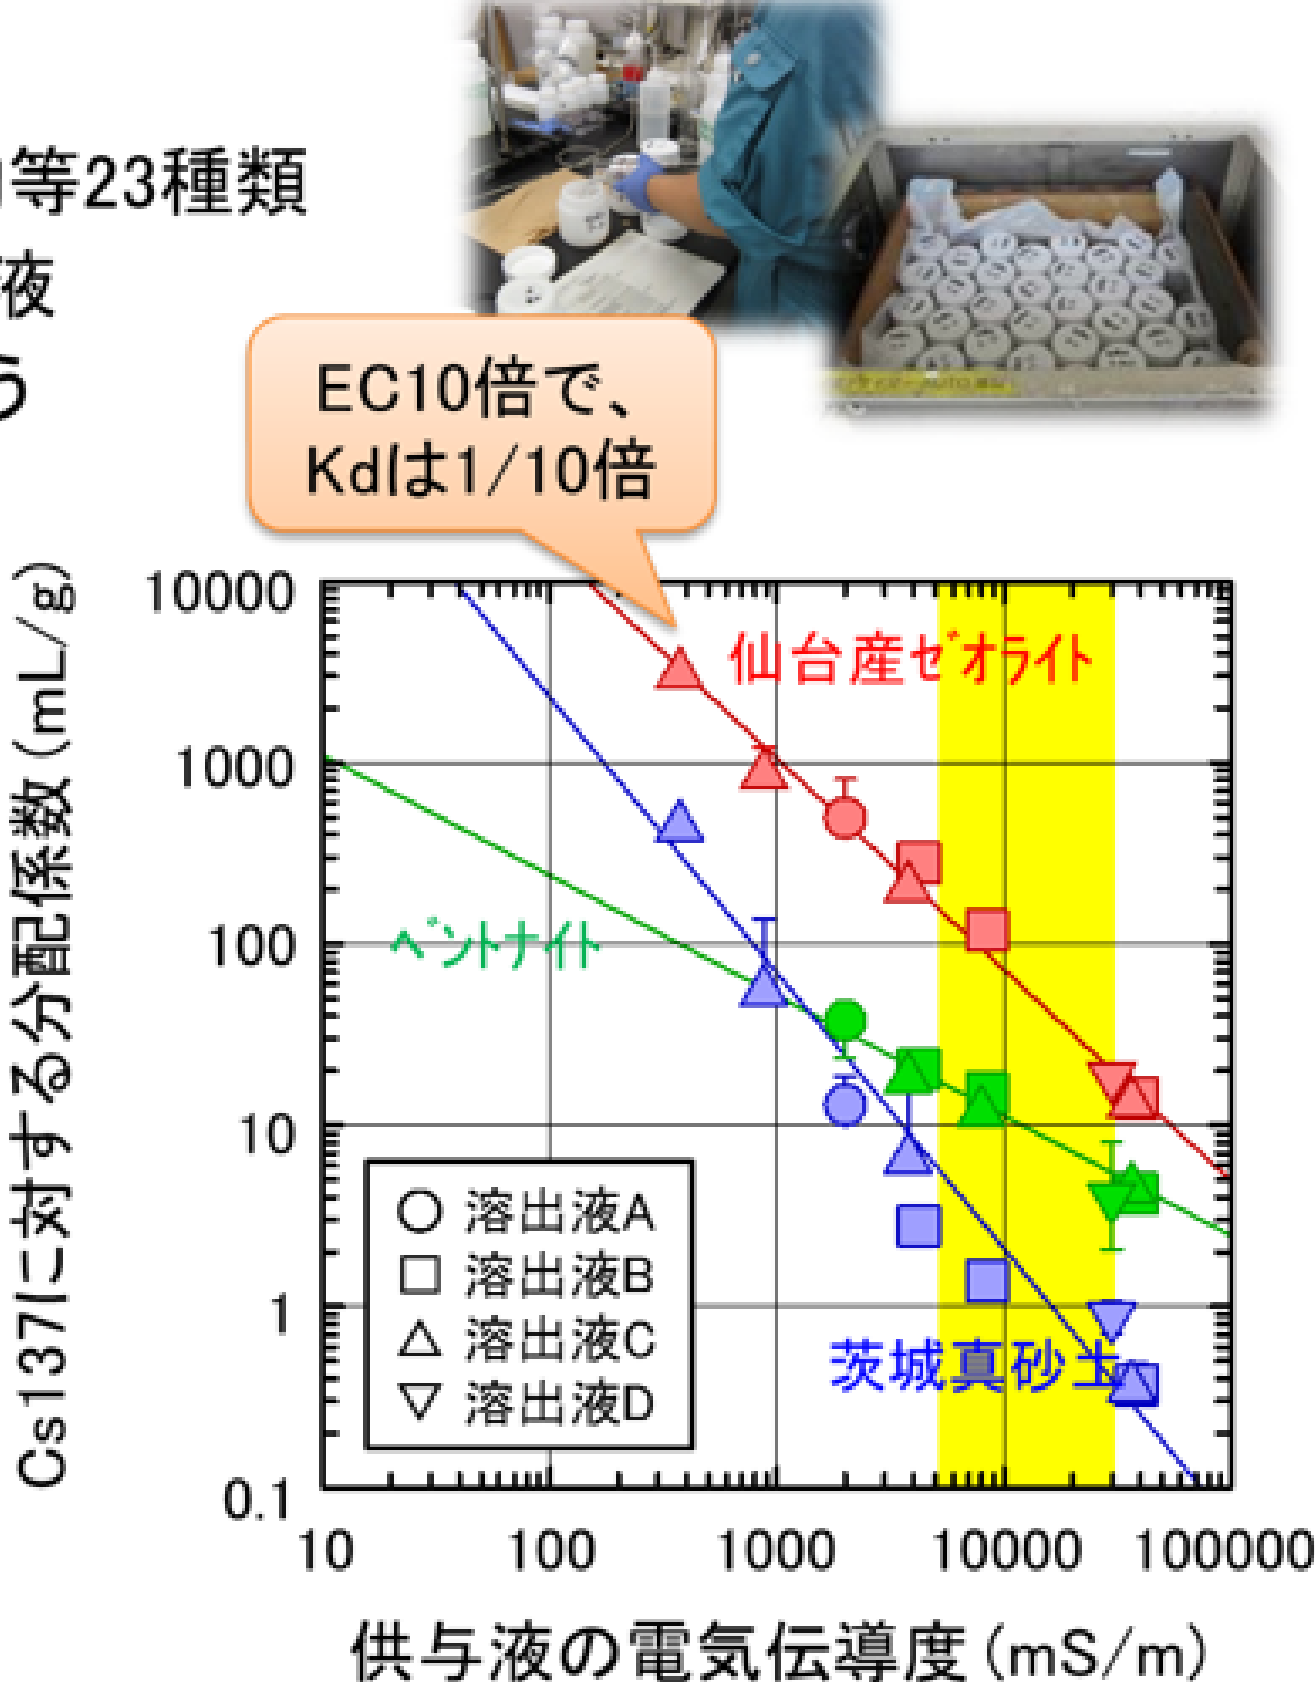 等23種類
液
う
EC10倍で、
Kdは1/10倍
Cs137に対する分配係数(mL/g)
10000
1000
100
10
1
0.1
仙台産ゼオライト
ベントナイト
茨城真砂土
溶出液A
溶出液B
溶出液C
溶出液D
10 100 1000 10000 100000
供与液の電気伝導度(mS/m)